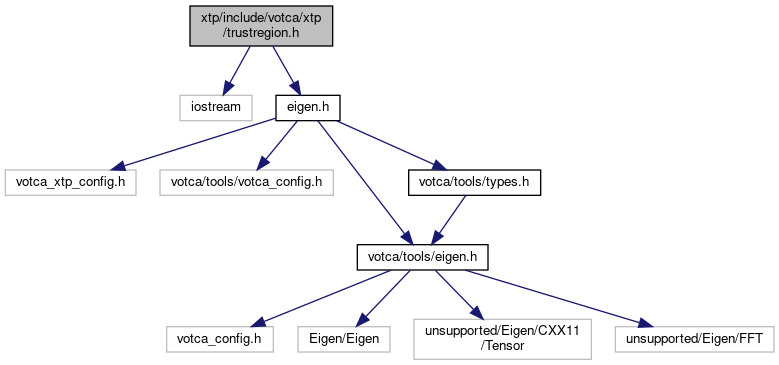 xtp/include/votca/xtp
/trustregion.h
iostream
eigen.h
votca_xtp_config.h
votca/tools/votca_config.h
votca/tools/types.h
votca/tools/eigen.h
votca_config.h
Eigen/Eigen
unsupported/Eigen/CXX11
/Tensor
unsupported/Eigen/FFT